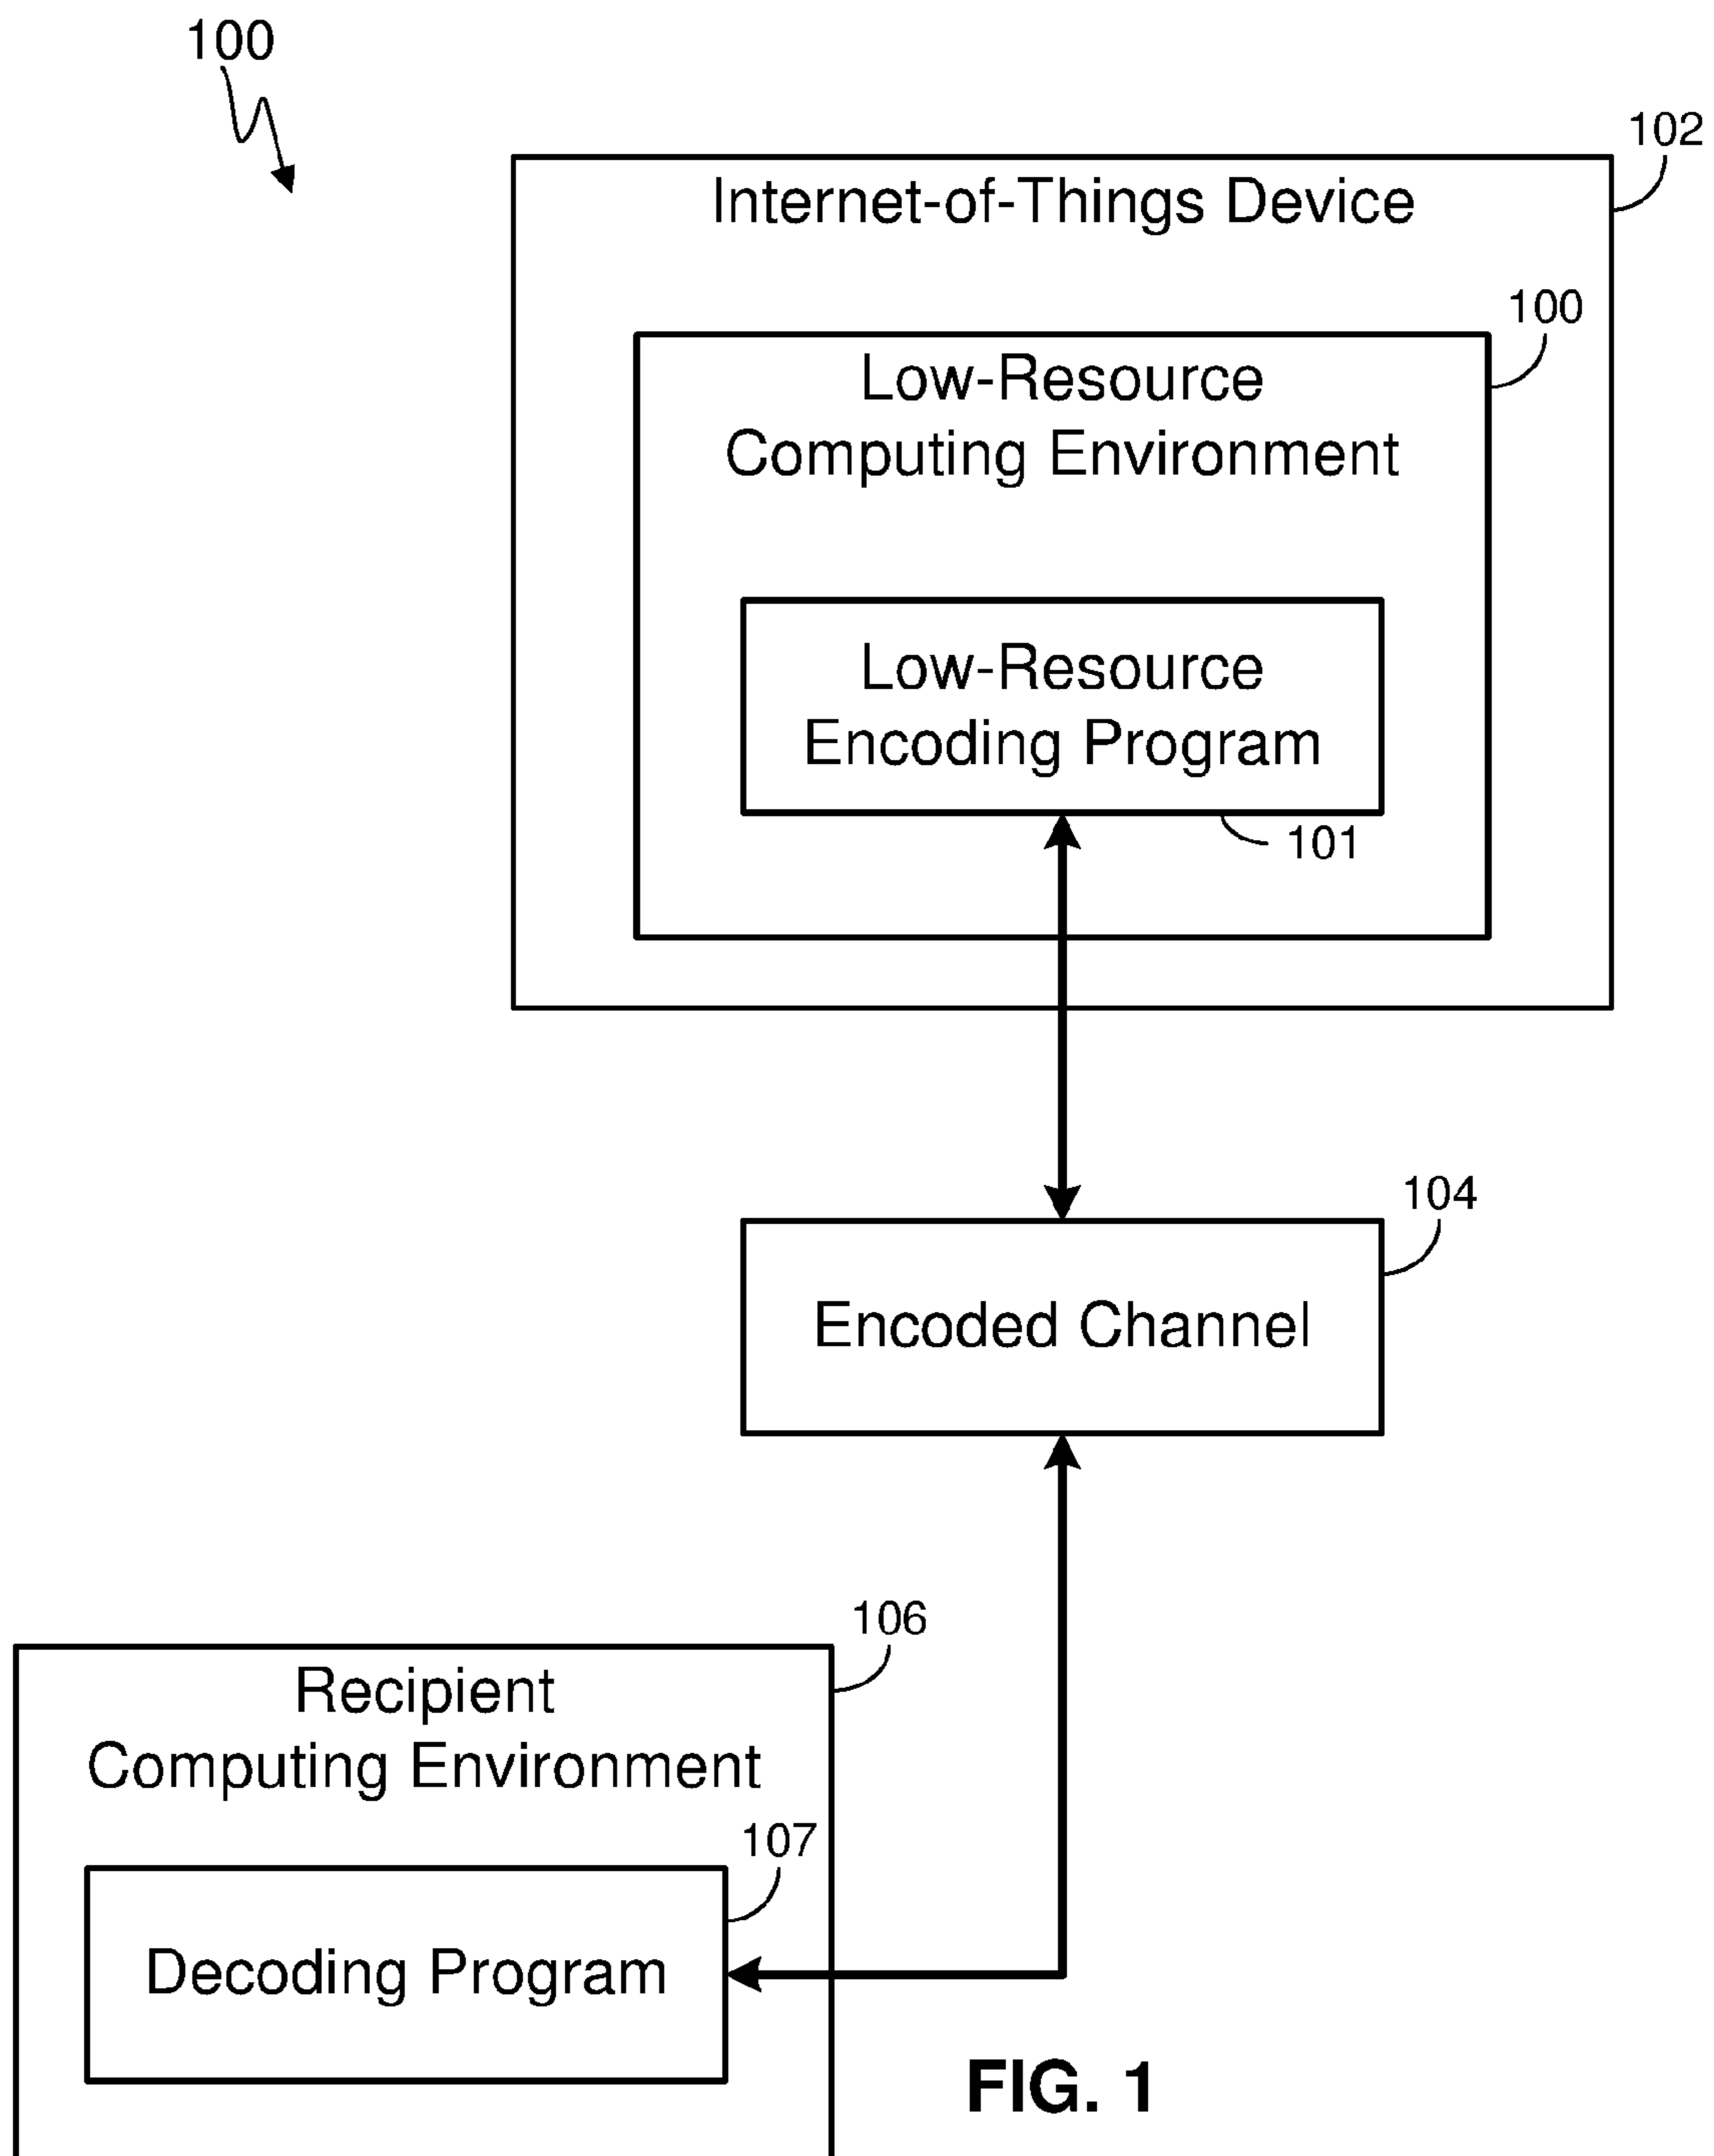 100
102
Internet-of-Things Device
100
Low-Resource
Computing Environment
Low-Resource
Encoding Program
101
104
Encoded Channel
106
Recipient
Computing Environment
107
Decoding Program
FIG. 1